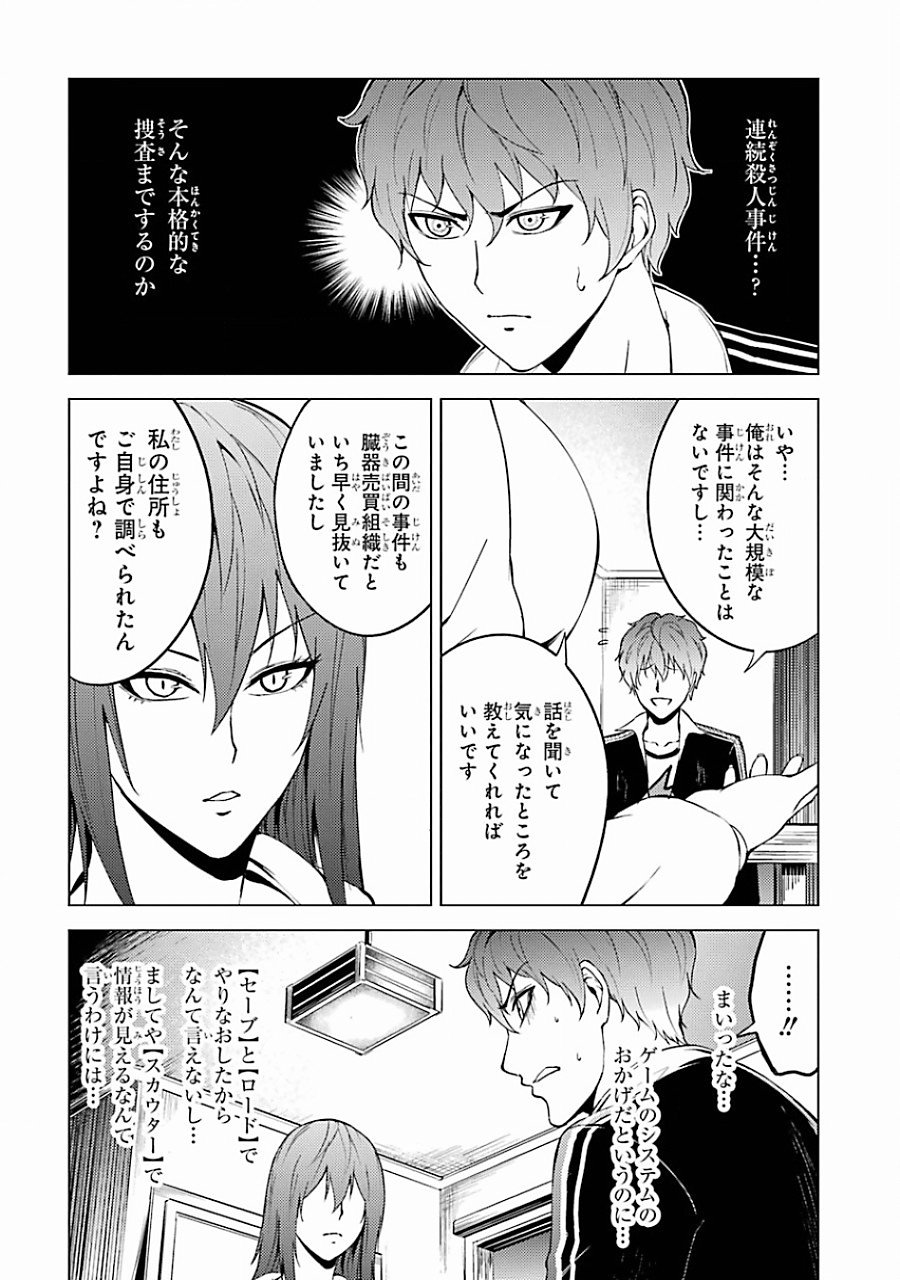 連続殺人事件…?
そんな本格的な
捜査までするのか
いや…
俺はそんな大規模な
事件に関わったことは
ないですし…
話を聞いて
気になったところを
教えてくれれば
いいです
この間の事件も
臓器売買組織だと
いち早く見抜いて
いましたし
私の住所も
ご自身で調べられたん
ですよね?
……!!
まいったな…
ゲームのシステムの
おかげだというのに…
【セーブ】と【ロード】で
やりなおしたから
なんて言えないし…
ましてや【スカウター】で
情報が見えるなんて
言うわけには…